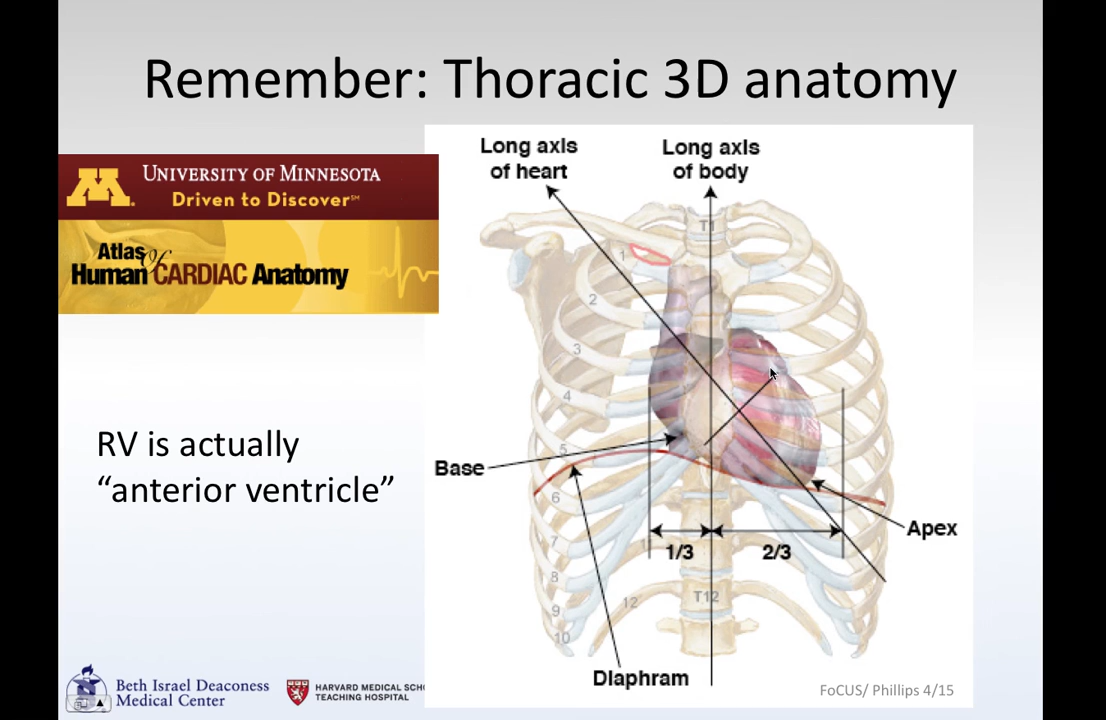 Remember: Thoracic 3D anatomy
UNIVERSITY OF MINNESOTA
Driven to Discover℠
Atlas of
Human CARDIAC Anatomy
RV is actually
“anterior ventricle”
Long axis
of heart
Long axis
of body
T1
1
2
3
4
5
6
7
8
9
10
11
12
T12
Base
Apex
1/3
2/3
Diaphram
Beth Israel Deaconess
Medical Center
HARVARD MEDICAL SCH
TEACHING HOSPITAL
FoCUS/ Phillips 4/15